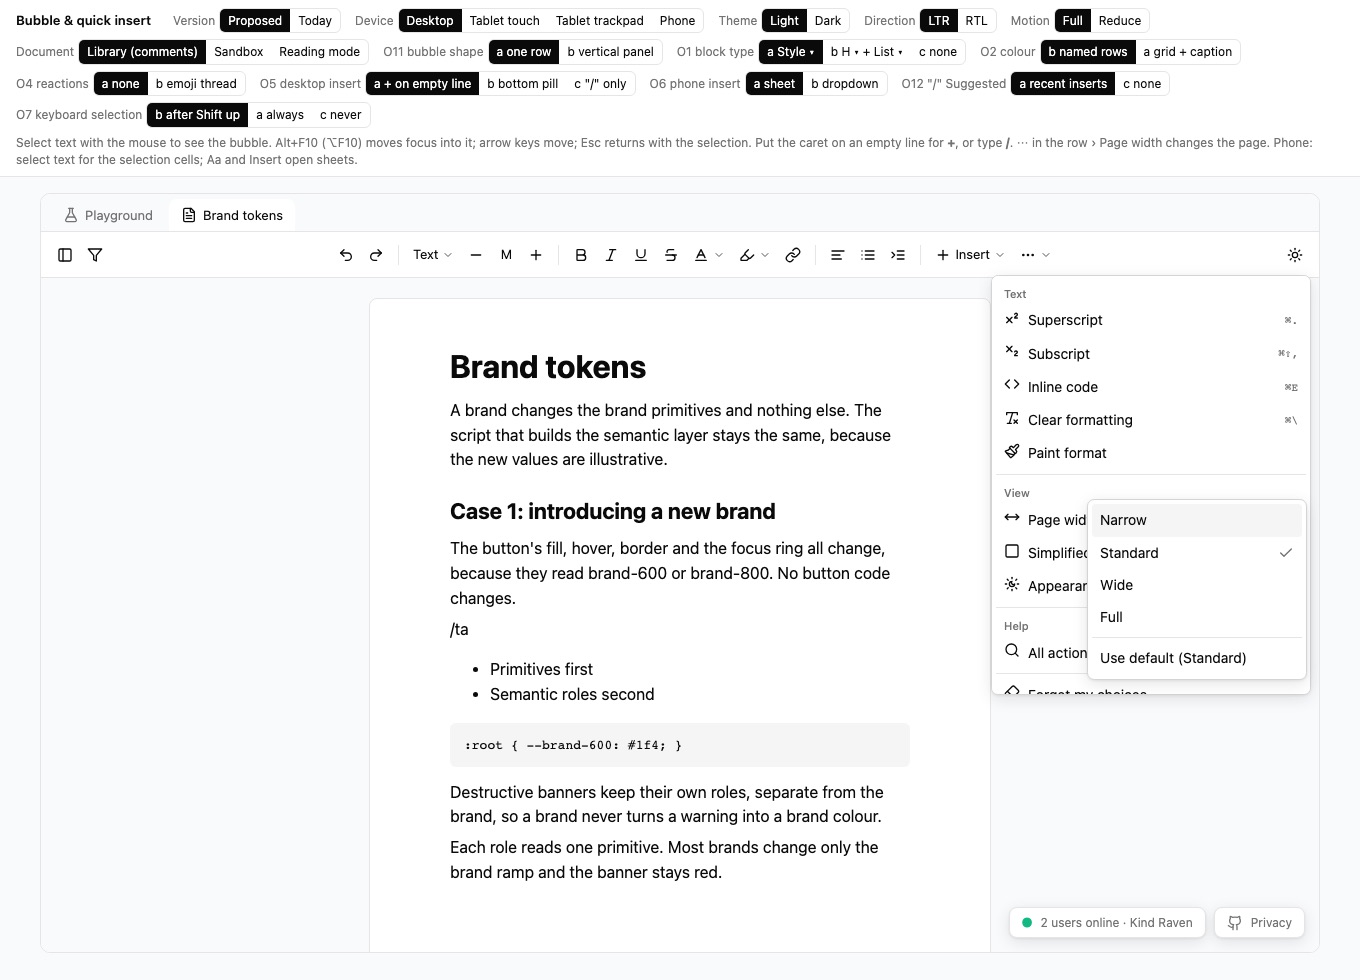 Bubble & quick insert Version Proposed Today Device Desktop Tablet touch Tablet trackpad Phone Theme Light Dark Direction LTR RTL Motion Full Reduce
Document Library (comments) Sandbox Reading mode O11 bubble shape a one row b vertical panel O1 block type a Style ▾ b H ▾ + List ▾ c none O2 colour b named rows a grid + caption
O4 reactions a none b emoji thread O5 desktop insert a + on empty line b bottom pill c "/" only O6 phone insert a sheet b dropdown O12 "/" Suggested a recent inserts c none
O7 keyboard selection b after Shift up a always c never
Select text with the mouse to see the bubble. Alt+F10 (⌥F10) moves focus into it; arrow keys move; Esc returns with the selection. Put the caret on an empty line for +, or type /. ··· in the row › Page width changes the page. Phone:
select text for the selection cells; Aa and Insert open sheets.
Playground Brand tokens
Text M B I U S A Insert
Brand tokens
A brand changes the brand primitives and nothing else. The
script that builds the semantic layer stays the same, because
the new values are illustrative.
Case 1: introducing a new brand
The button's fill, hover, border and the focus ring all change,
because they read brand-600 or brand-800. No button code
changes.
/ta
• Primitives first
• Semantic roles second
:root { --brand-600: #1f4; }
Destructive banners keep their own roles, separate from the
brand, so a brand never turns a warning into a brand colour.
Each role reads one primitive. Most brands change only the
brand ramp and the banner stays red.
Text
Superscript ⌘.
Subscript ⌘⇧,
Inline code ⌘E
Clear formatting ⌘\
Paint format
View
Page wid
Simplified
Appearan
Help
All action
Forget my choices
Narrow
Standard
Wide
Full
Use default (Standard)
2 users online · Kind Raven
Privacy